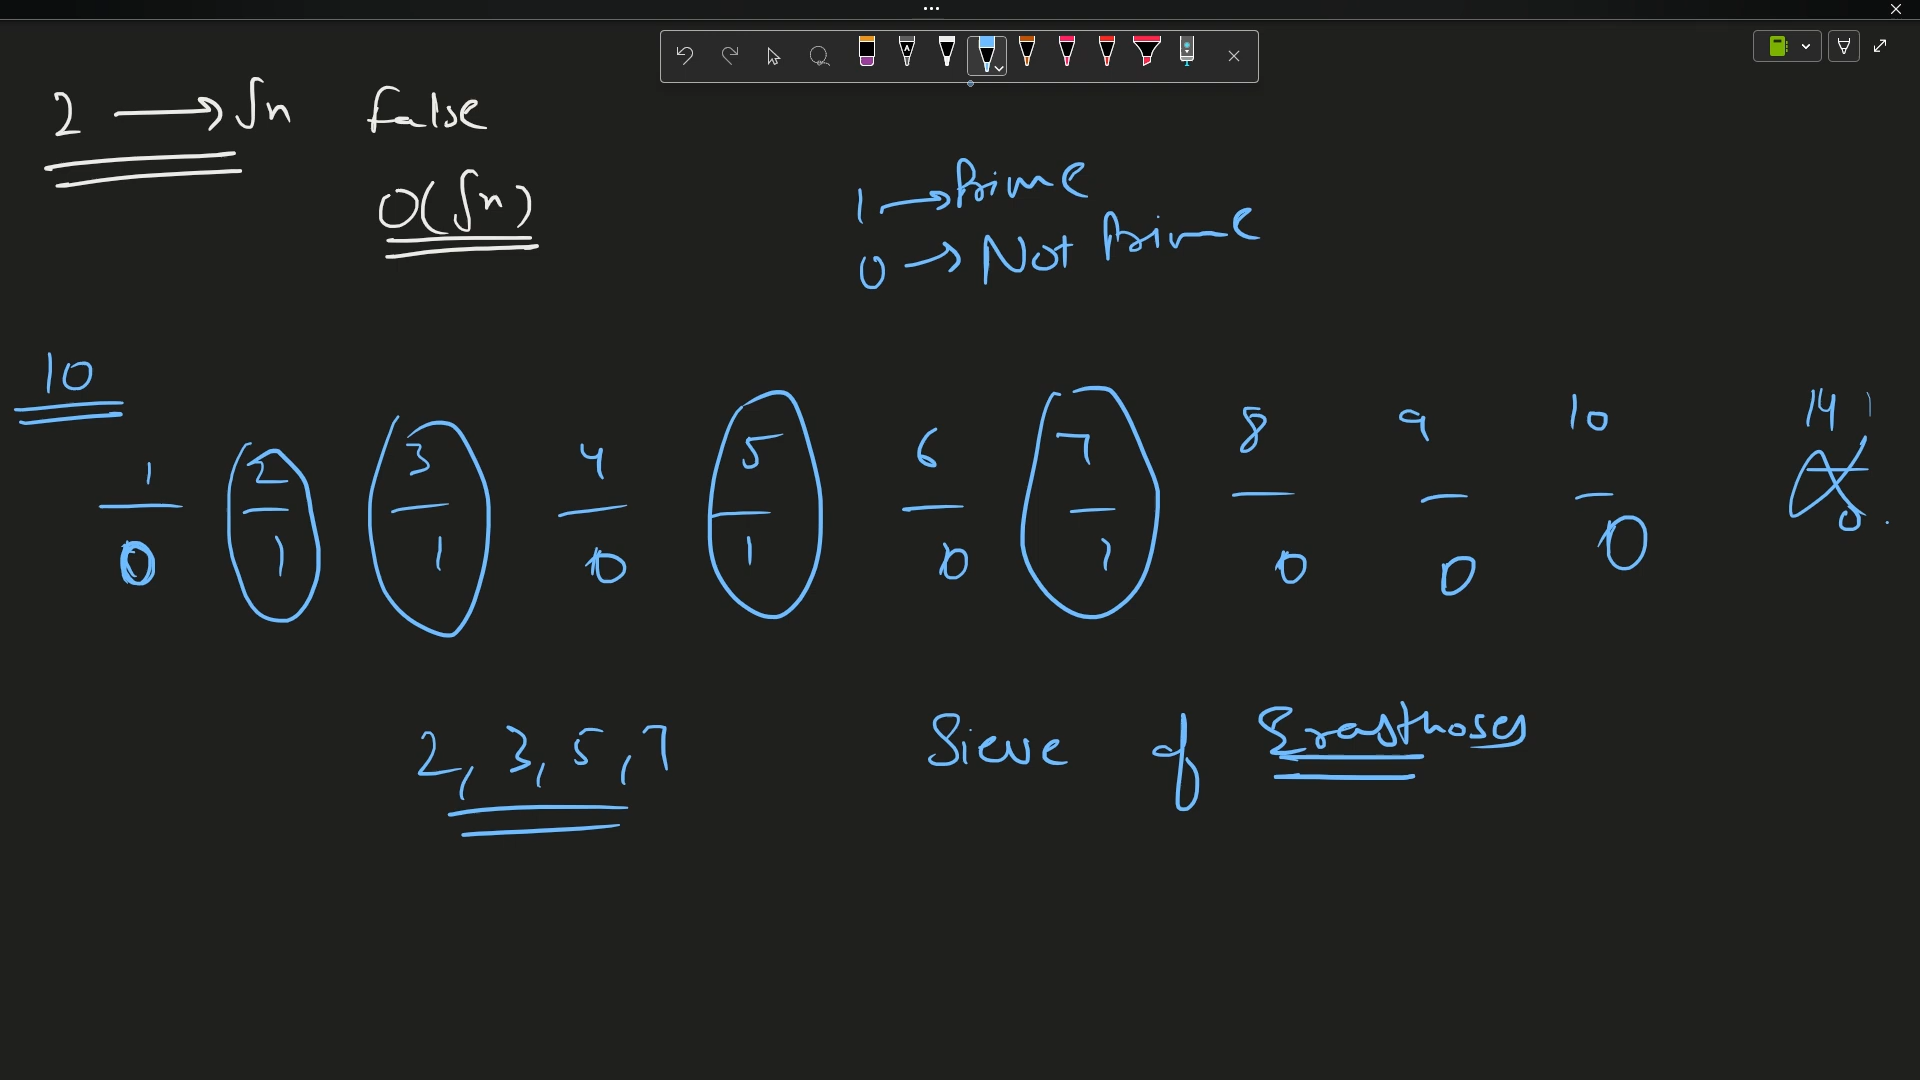 2 → √n false
O(√n)
1 → Prime
0 → Not Prime
10
1 2 3 4 5 6 7 8 9 10 14
0 1 1 0 1 0 1 0 0 0 0
2, 3, 5, 7
Sieve of Erasthoses